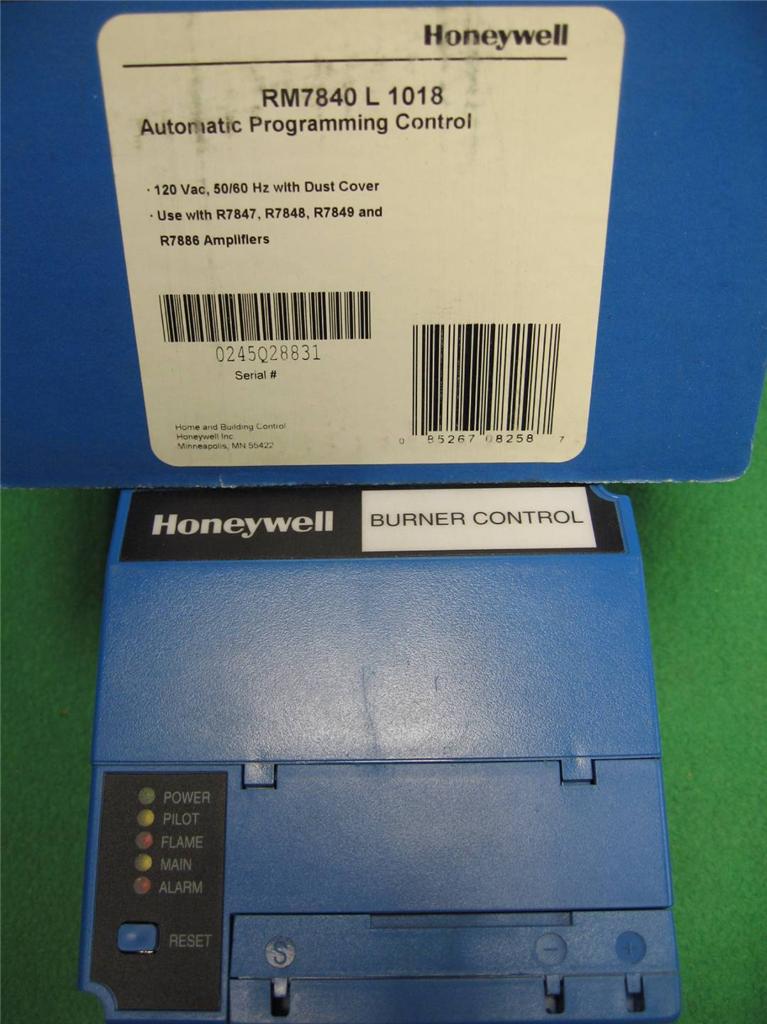 Honeywell
RM7840 L 1018
Automatic Programming Control
· 120 Vac, 50/60 Hz with Dust Cover
· Use with R7847, R7848, R7849 and
R7886 Amplifiers
0245Q28831
Serial #
Home and Building Control
Honeywell Inc
Minneapolis, MN 55422
0 85267 08258 7
Honeywell BURNER CONTROL
POWER
PILOT
FLAME
MAIN
ALARM
RESET
S - +